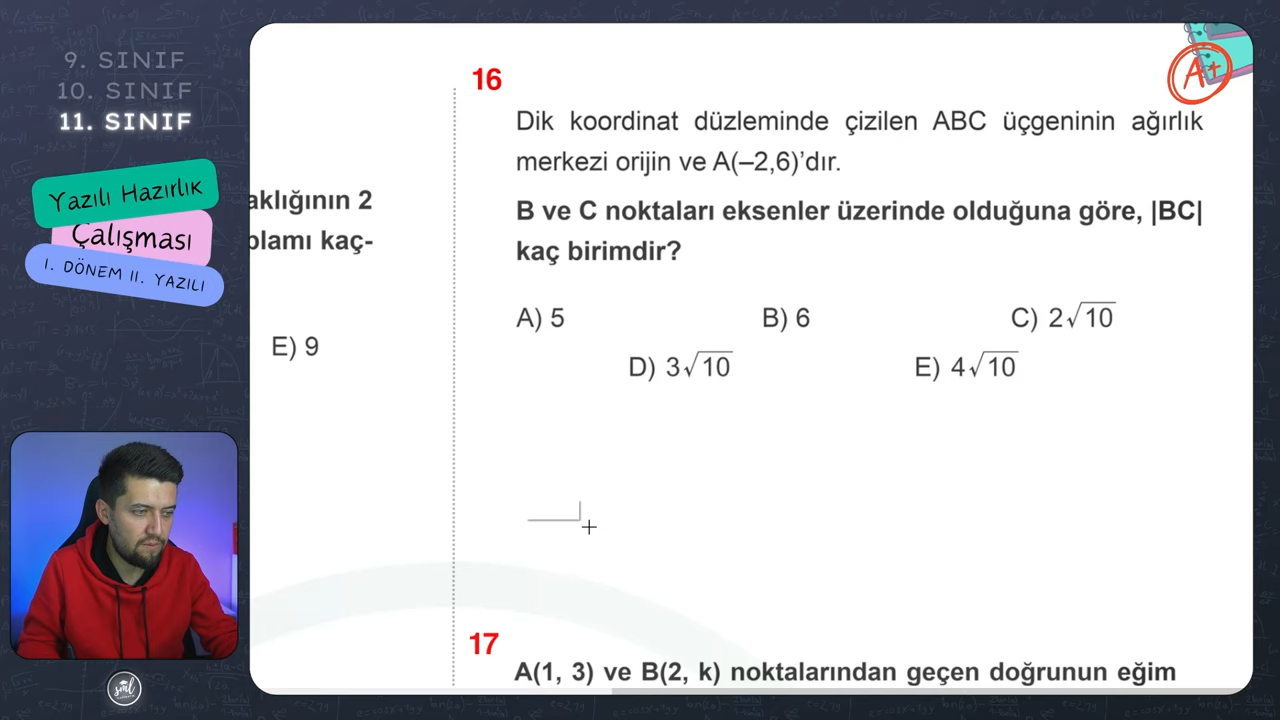 9. SINIF
10. SINIF
11. SINIF
Yazılı Hazırlık
Çalışması
I. DÖNEM II. YAZILI
aklığının 2
plamı kaç-
E) 9
16
Dik koordinat düzleminde çizilen ABC üçgeninin ağırlık
merkezi orijin ve A(–2,6)’dır.
B ve C noktaları eksenler üzerinde olduğuna göre, |BC|
kaç birimdir?
A) 5 B) 6 C) 2√10
D) 3√10 E) 4√10
17
A(1, 3) ve B(2, k) noktalarından geçen doğrunun eğim
A+
sml